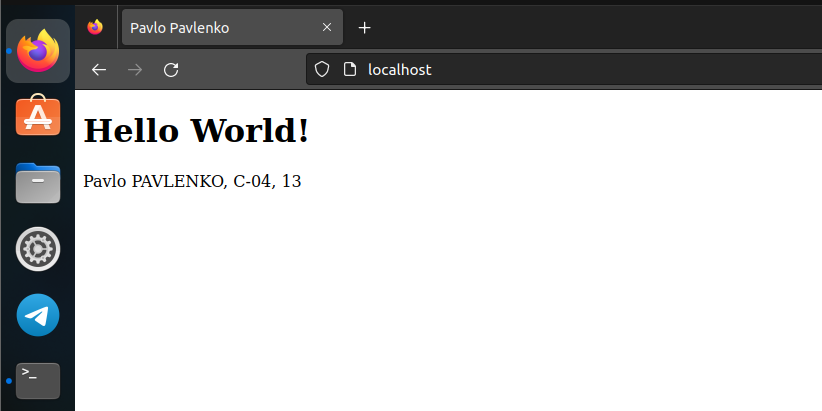 Pavlo Pavlenko
localhost
Hello World!
Pavlo PAVLENKO, C-04, 13
>_